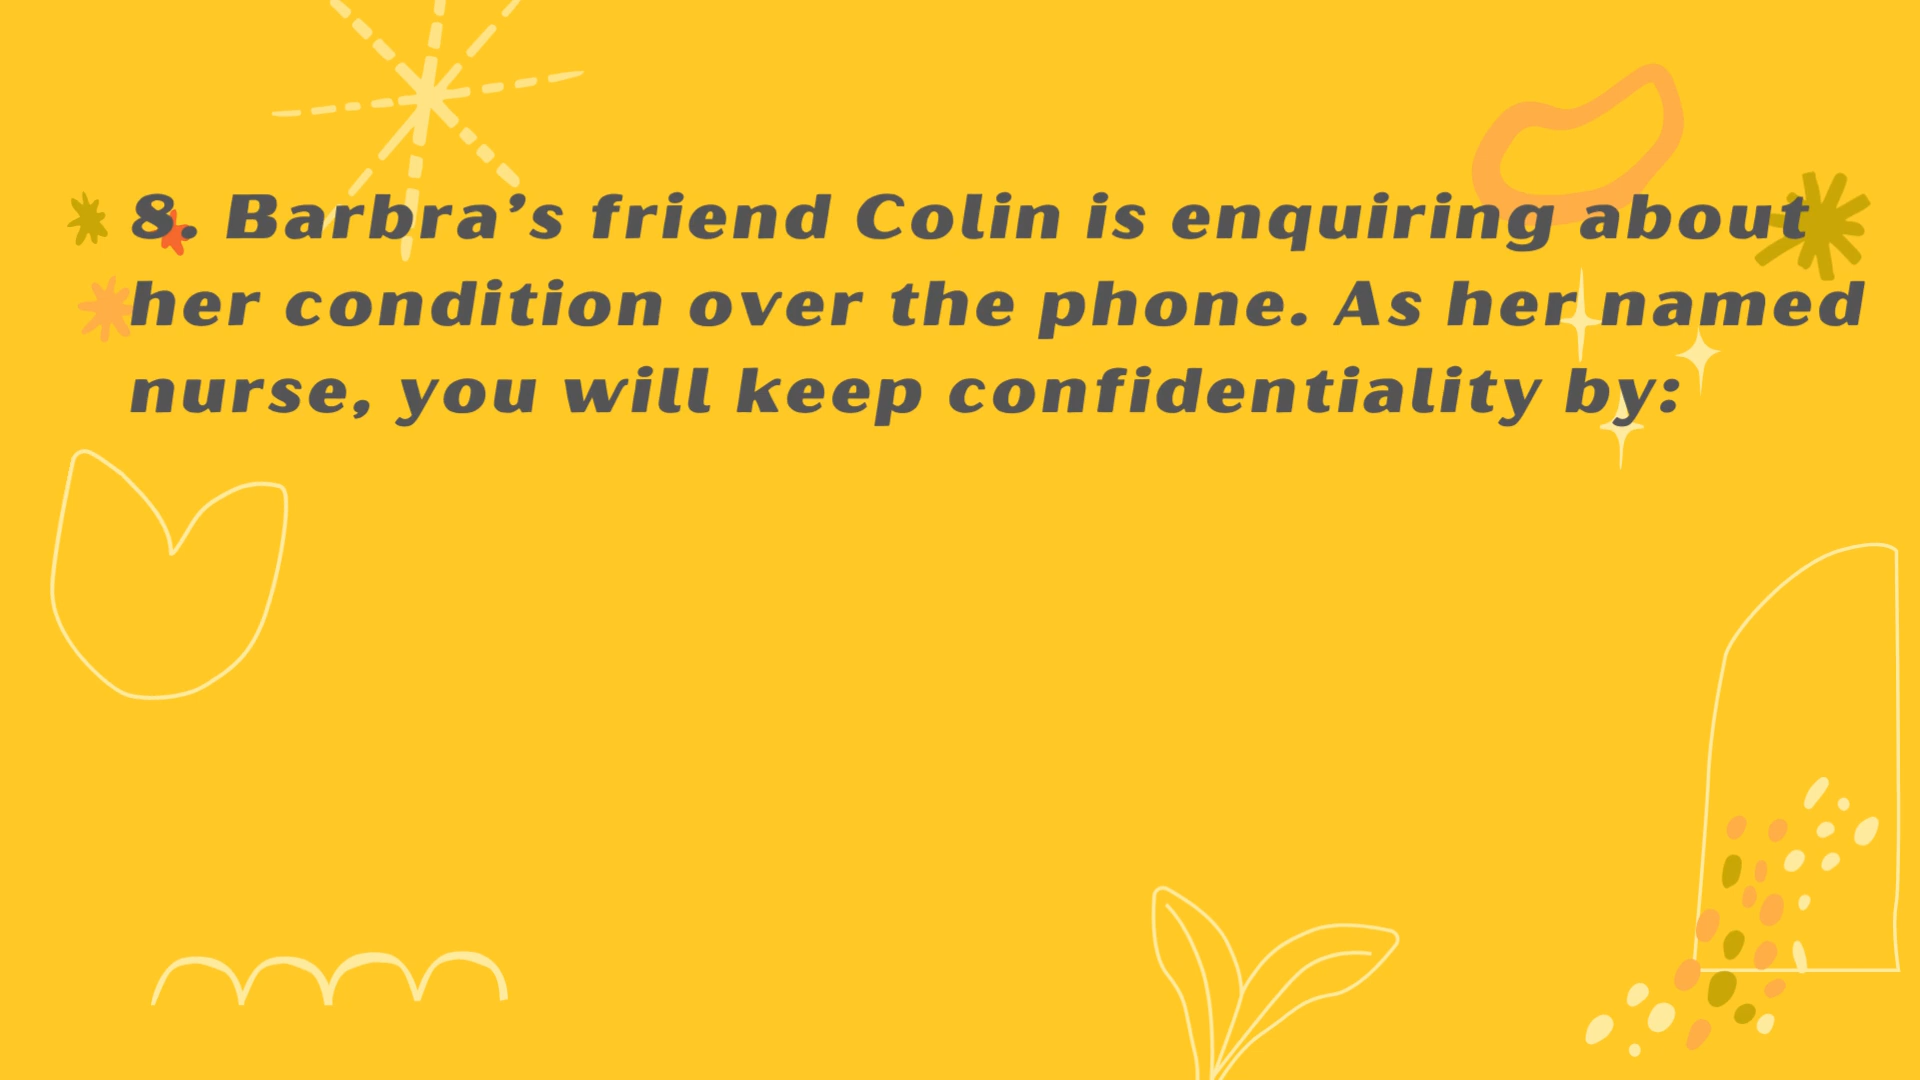 8. Barbra’s friend Colin is enquiring about
her condition over the phone. As her named
nurse, you will keep confidentiality by: